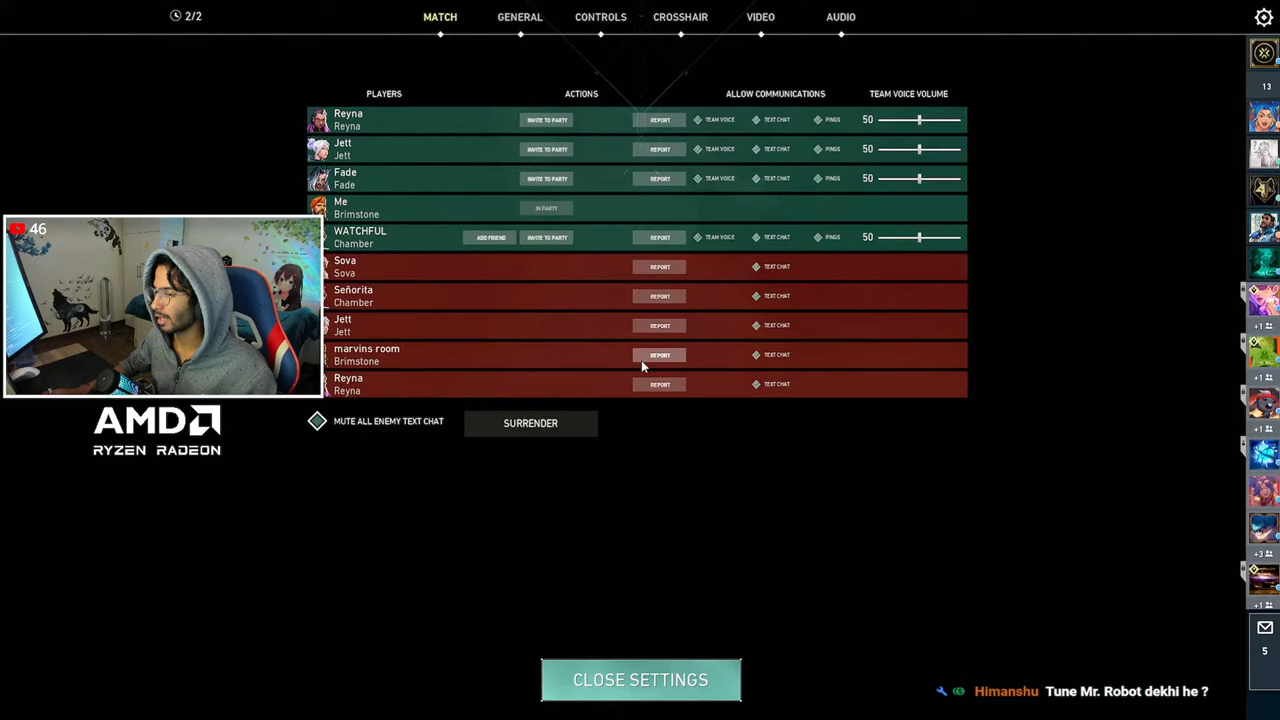 2/2
MATCH GENERAL CONTROLS CROSSHAIR VIDEO AUDIO
PLAYERS ACTIONS ALLOW COMMUNICATIONS TEAM VOICE VOLUME
13
Reyna
Reyna
INVITE TO PARTY REPORT TEAM VOICE TEXT CHAT PINGS 50
Jett
Jett
INVITE TO PARTY REPORT TEAM VOICE TEXT CHAT PINGS 50
Fade
Fade
INVITE TO PARTY REPORT TEAM VOICE TEXT CHAT PINGS 50
Me
Brimstone
IN PARTY
WATCHFUL
Chamber
ADD FRIEND INVITE TO PARTY REPORT TEAM VOICE TEXT CHAT PINGS 50
Sova
Sova
REPORT TEXT CHAT
Señorita
Chamber
REPORT TEXT CHAT
Jett
Jett
REPORT TEXT CHAT
marvins room
Brimstone
REPORT TEXT CHAT
Reyna
Reyna
REPORT TEXT CHAT
46
AMD
RYZEN RADEON
MUTE ALL ENEMY TEXT CHAT SURRENDER
+1
+1
+1
+3
+1
5
CLOSE SETTINGS
Himanshu Tune Mr. Robot dekhi he ?